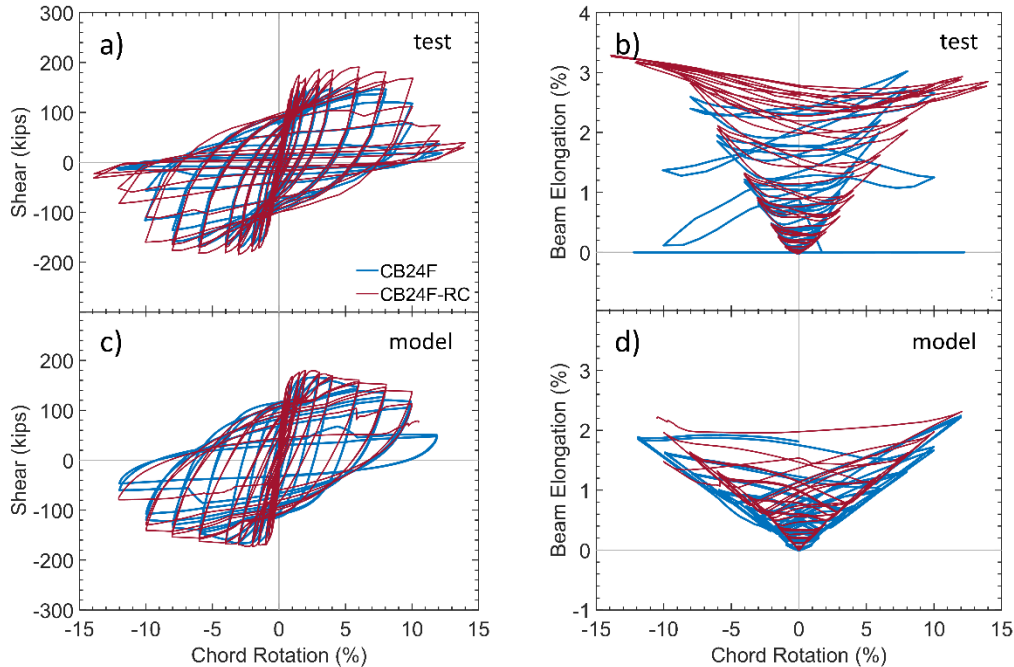 a)
test
300
200
100
0
-100
-200
Shear (kips)
CB24F
CB24F-RC
b)
test
4
3
2
1
0
Beam Elongation (%)
c)
model
200
100
0
-100
-200
-300
Shear (kips)
-15 -10 -5 0 5 10 15
Chord Rotation (%)
d)
model
3
2
1
0
-1
Beam Elongation (%)
-15 -10 -5 0 5 10 15
Chord Rotation (%)